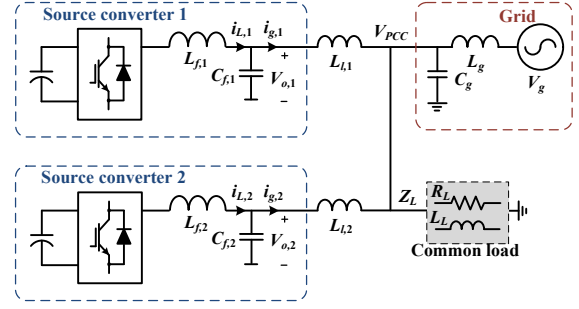 Source converter 1
i_{L,1} i_{g,1}
L_{f,1}
C_{f,1}
+
V_{o,1}
−
L_{l,1}
V_{PCC}
Grid
L_g
C_g
V_g
Source converter 2
i_{L,2} i_{g,2}
L_{f,2}
C_{f,2}
+
V_{o,2}
−
L_{l,2}
Z_L
R_L
L_L
Common load